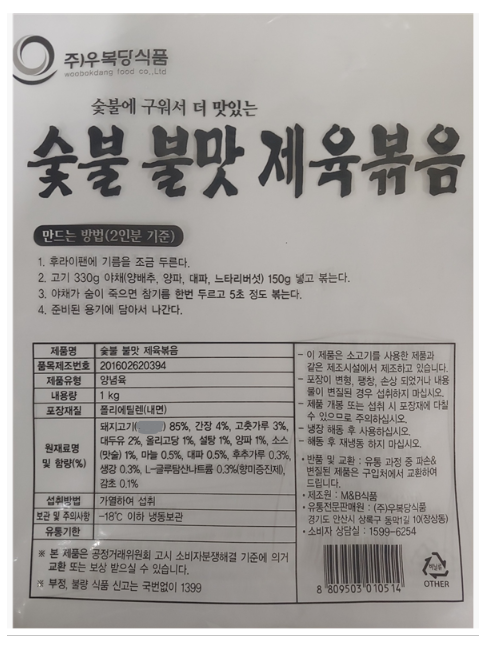 주)우복당식품
woobokdang food co.,Ltd
숯불에 구워서 더 맛있는
숯불 불맛 제육볶음
만드는 방법(2인분 기준)
1. 후라이팬에 기름을 조금 두른다.
2. 고기 330g 야채(양배추, 양파, 대파, 느타리버섯) 150g 넣고 볶는다.
3. 야채가 숨이 죽으면 참기름 한번 두르고 5초 정도 볶는다.
4. 준비된 용기에 담아서 나간다.
제품명 숯불 불맛 제육볶음
품목제조번호 201602620394
제품유형 양념육
내용량 1 kg
포장재질 폴리에틸렌(내면)
원재료명 및 함량(%)
돼지고기( ) 85%, 간장 4%, 고춧가루 3%,
대두유 2%, 올리고당 1%, 설탕 1%, 양파 1%, 소스
(맛술) 1%, 마늘 0.5%, 대파 0.5%, 후추가루 0.3%,
생강 0.3%, L-글루탐산나트륨 0.3%(향미증진제),
감초 0.1%
섭취방법 가열하여 섭취
보관 및 주의사항 -18℃ 이하 냉동보관
유통기한
※ 본 제품은 공정거래위원회 고시 소비자분쟁해결 기준에 의거
교환 또는 보상 받으실 수 있습니다.
※ 부정, 불량 식품 신고는 국번없이 1399
- 이 제품은 소고기를 사용한 제품과
같은 제조시설에서 제조하고 있습니다.
- 포장이 변형, 팽창, 손상 되었거나 내용
물이 변질된 경우 섭취하지 마십시오.
- 제품 개봉 또는 섭취 시 포장재에 다칠
수 있으므로 주의하십시오.
- 냉장 해동 후 사용하십시오.
- 해동 후 재냉동 하지 마십시오.
• 반품 및 교환 : 유통 과정 중 파손&
변질된 제품은 구입처에서 교환하여
드립니다.
• 제조원 : M&B식품
• 유통전문판매원 : (주)우복당식품
경기도 안산시 상록구 동막1길 10(장상동)
• 소비자 상담실 : 1599-6254
8 809503 010514
비닐류
OTHER